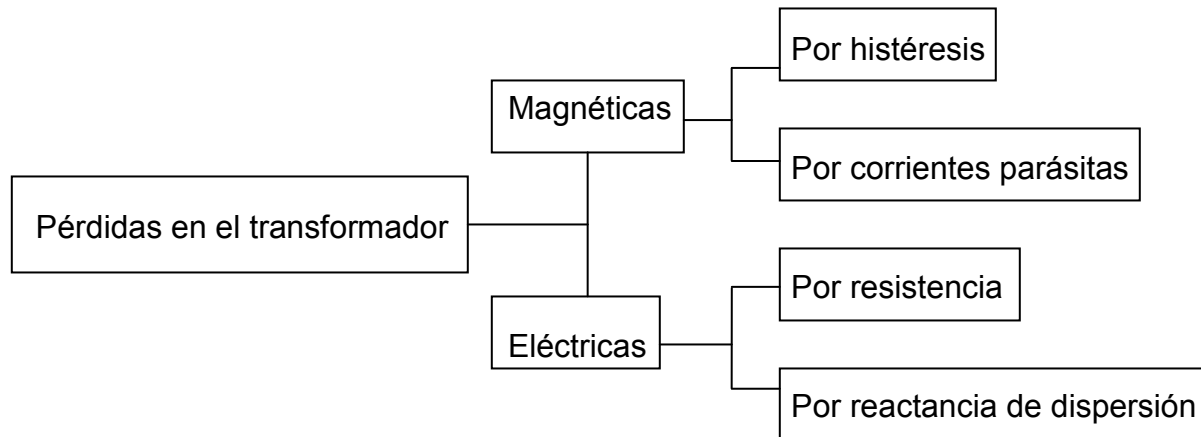 Pérdidas en el transformador
Magnéticas
Por histéresis
Por corrientes parásitas
Eléctricas
Por resistencia
Por reactancia de dispersión